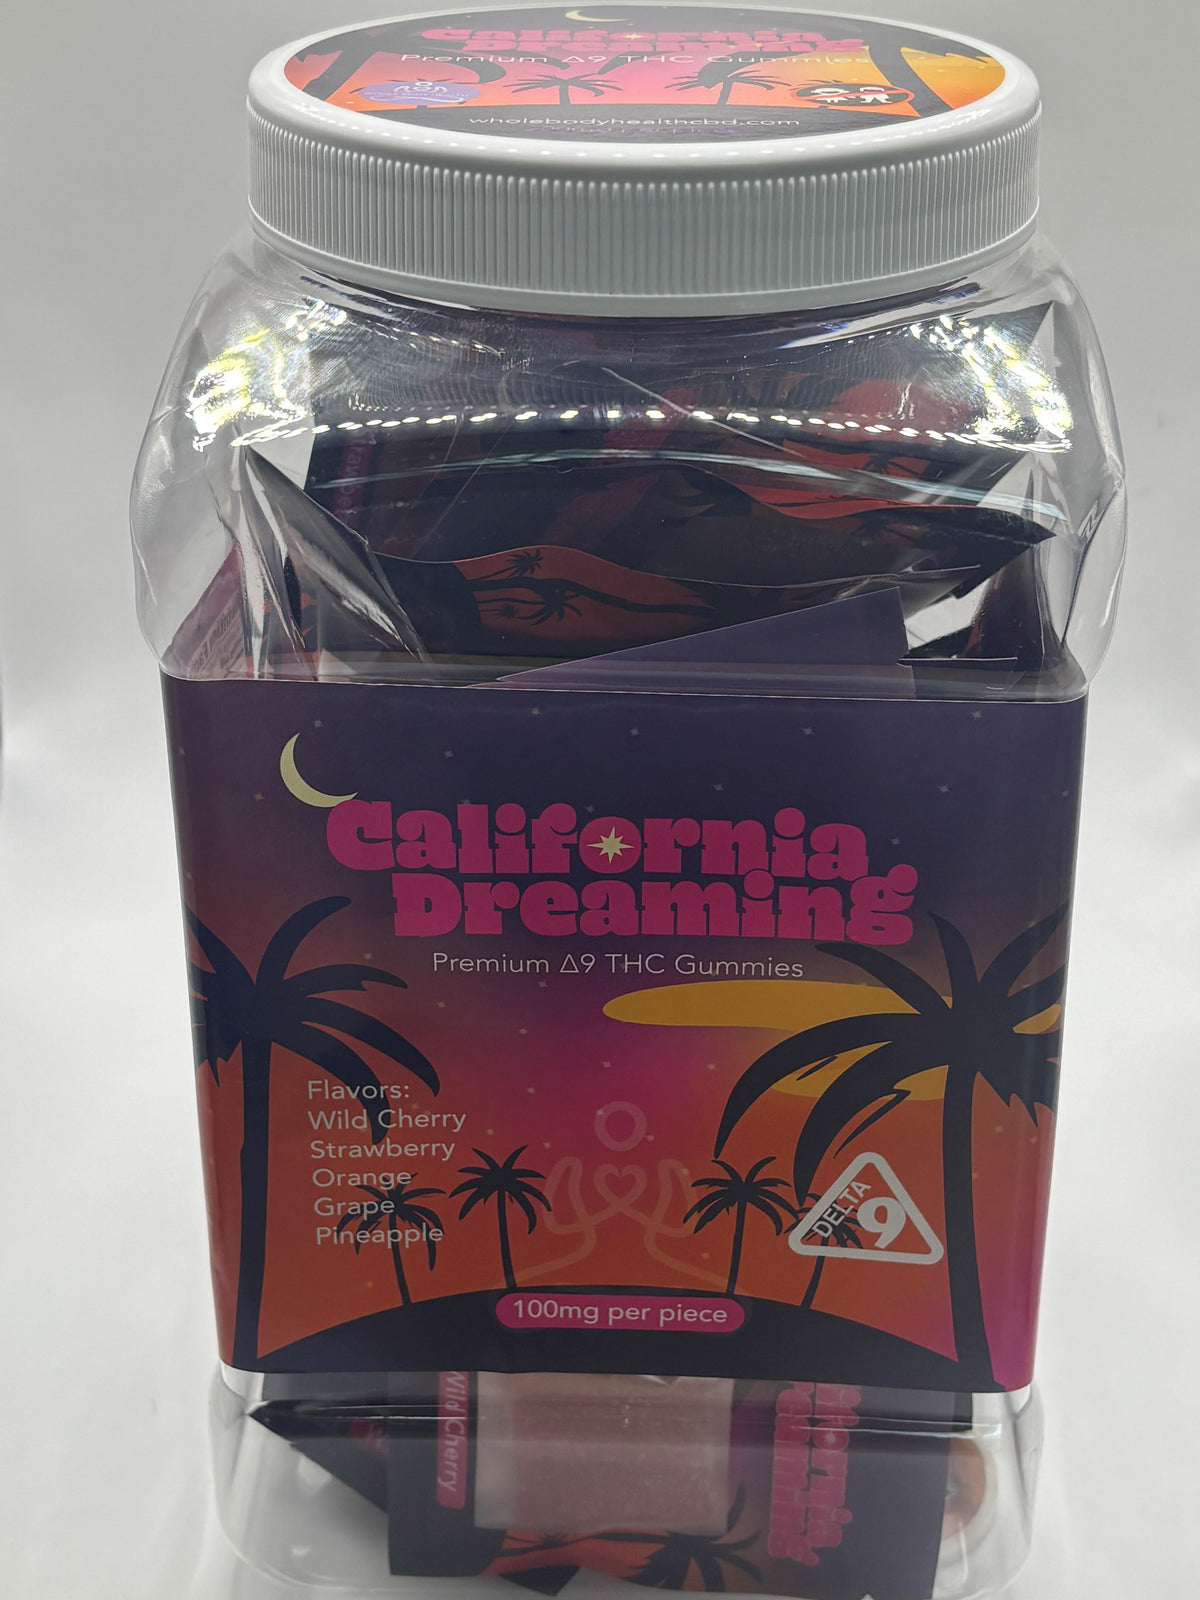 California
Dreaming
Premium Δ9 THC Gummies
wholebodyhealthcbd.com
California
Dreaming
Premium Δ9 THC Gummies
Flavors:
Wild Cherry
Strawberry
Orange
Grape
Pineapple
DELTA
9
100mg per piece
Wild Cherry